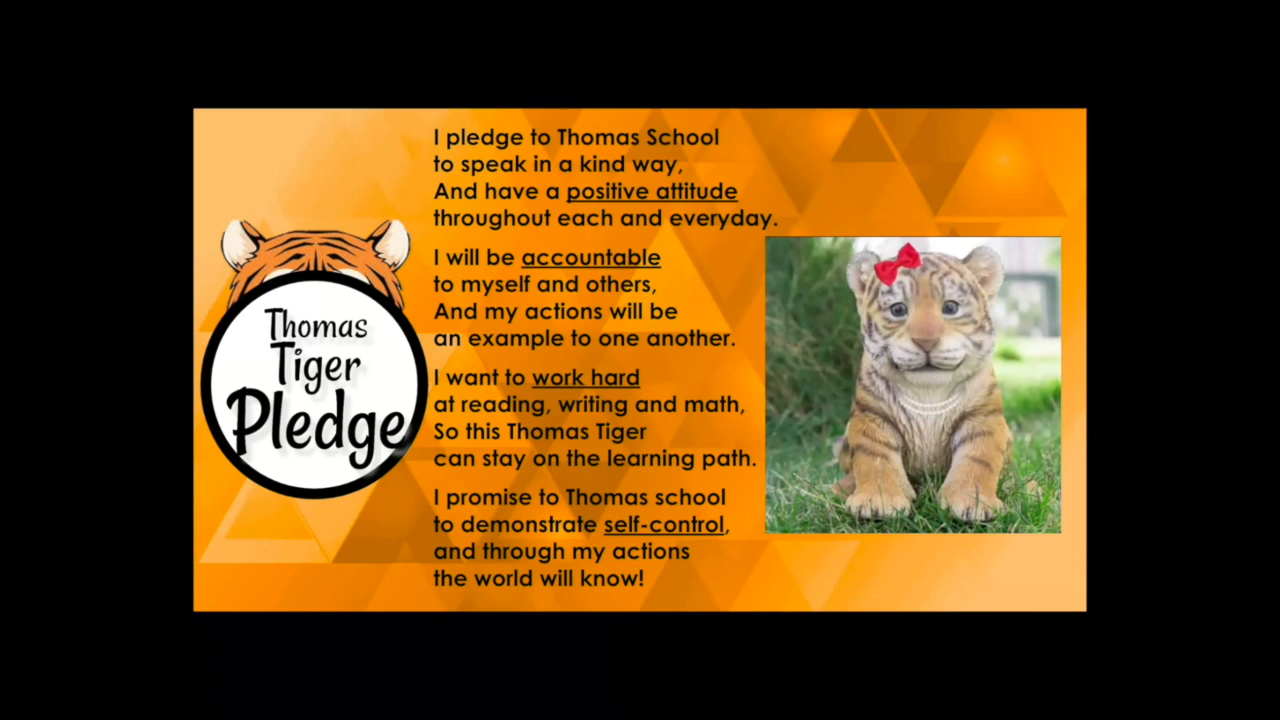 Thomas
Tiger
Pledge
I pledge to Thomas School
to speak in a kind way,
And have a positive attitude
throughout each and everyday.
I will be accountable
to myself and others,
And my actions will be
an example to one another.
I want to work hard
at reading, writing and math,
So this Thomas Tiger
can stay on the learning path.
I promise to Thomas school
to demonstrate self-control,
and through my actions
the world will know!